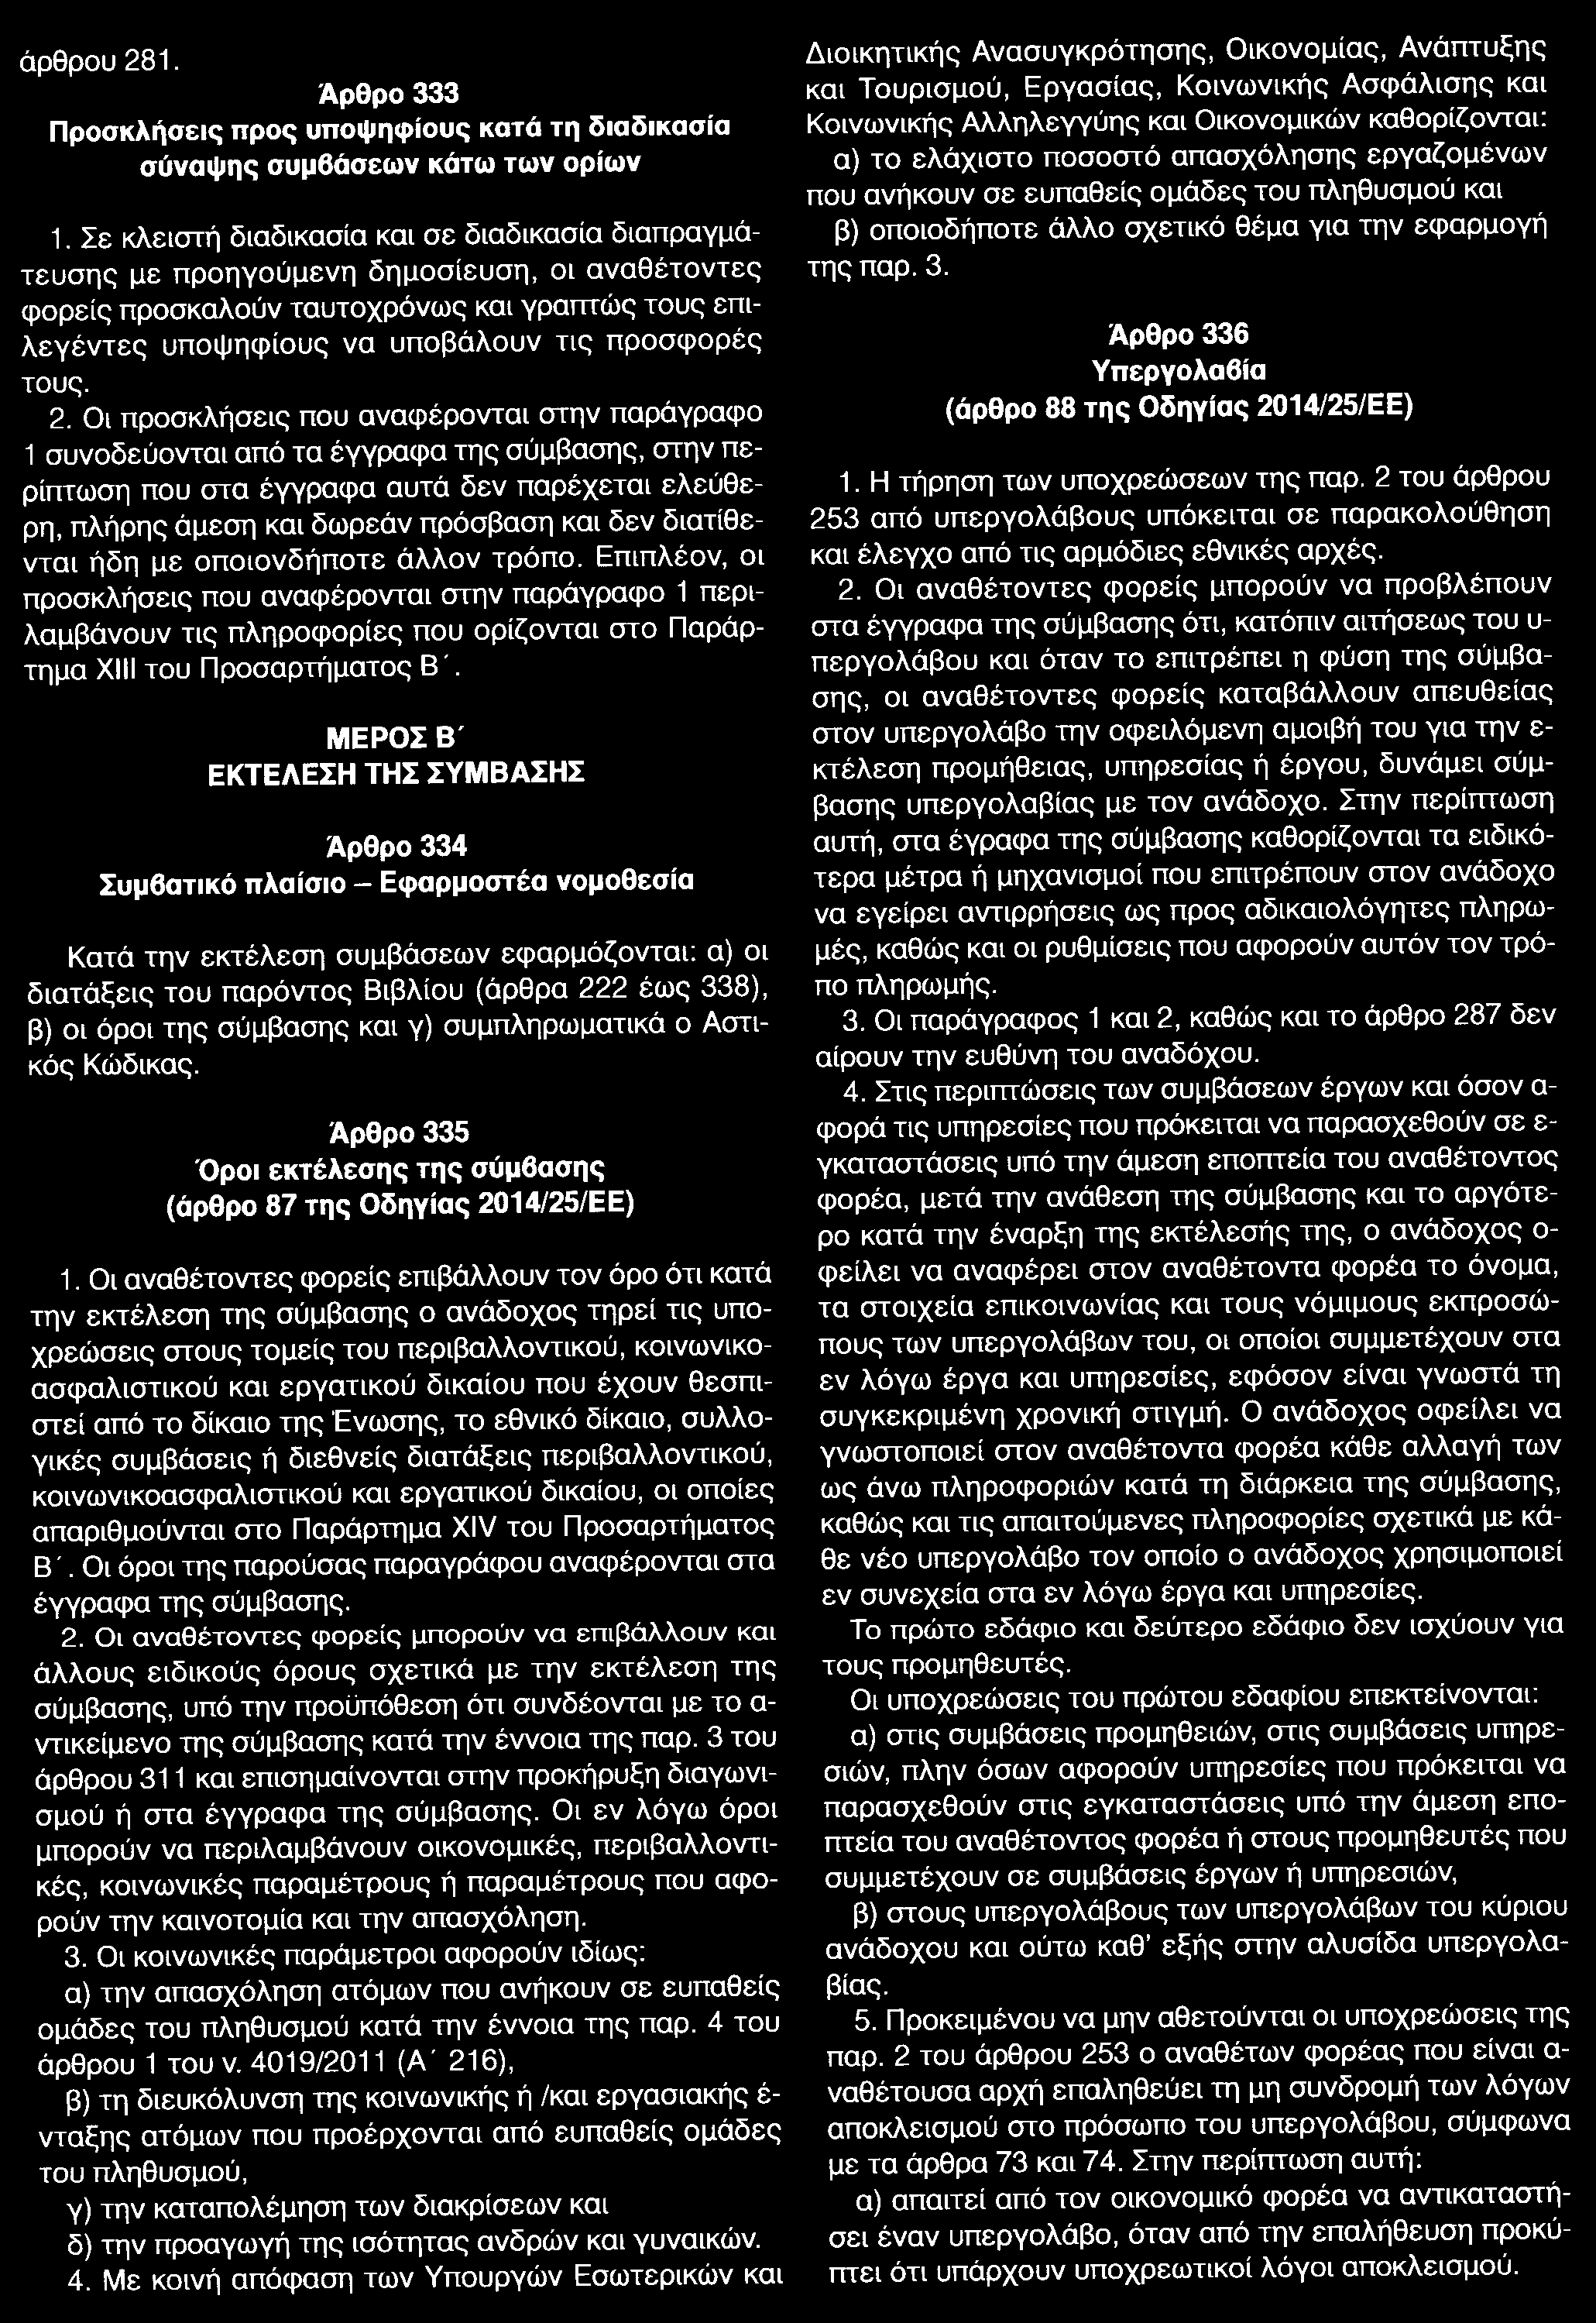 άρθρου 281.
Άρθρο 333
Προσκλήσεις προς υποψηφίους κατά τη διαδικασία
σύναψης συμβάσεων κάτω των ορίων
1. Σε κλειστή διαδικασία και σε διαδικασία διαπραγμά-
τευσης με προηγούμενη δημοσίευση, οι αναθέτοντες
φορείς προσκαλούν ταυτοχρόνως και γραπτώς τους επι-
λεγέντες υποψηφίους να υποβάλουν τις προσφορές
τους.
2. Οι προσκλήσεις που αναφέρονται στην παράγραφο
1 συνοδεύονται από τα έγγραφα της σύμβασης, στην πε-
ρίπτωση που στα έγγραφα αυτά δεν παρέχεται ελεύθε-
ρη, πλήρης άμεση και δωρεάν πρόσβαση και δεν διατίθε-
νται ήδη με οποιονδήποτε άλλον τρόπο. Επιπλέον, οι
προσκλήσεις που αναφέρονται στην παράγραφο 1 περι-
λαμβάνουν τις πληροφορίες που ορίζονται στο Παράρ-
τημα XIII του Προσαρτήματος Β΄.
ΜΕΡΟΣ Β΄
ΕΚΤΕΛΕΣΗ ΤΗΣ ΣΥΜΒΑΣΗΣ
Άρθρο 334
Συμβατικό πλαίσιο – Εφαρμοστέα νομοθεσία
Κατά την εκτέλεση συμβάσεων εφαρμόζονται: α) οι
διατάξεις του παρόντος Βιβλίου (άρθρα 222 έως 338),
β) οι όροι της σύμβασης και γ) συμπληρωματικά ο Αστι-
κός Κώδικας.
Άρθρο 335
Όροι εκτέλεσης της σύμβασης
(άρθρο 87 της Οδηγίας 2014/25/ΕΕ)
1. Οι αναθέτοντες φορείς επιβάλλουν τον όρο ότι κατά
την εκτέλεση της σύμβασης ο ανάδοχος τηρεί τις υπο-
χρεώσεις στους τομείς του περιβαλλοντικού, κοινωνικο-
ασφαλιστικού και εργατικού δικαίου που έχουν θεσπι-
στεί από το δίκαιο της Ένωσης, το εθνικό δίκαιο, συλλο-
γικές συμβάσεις ή διεθνείς διατάξεις περιβαλλοντικού,
κοινωνικοασφαλιστικού και εργατικού δικαίου, οι οποίες
απαριθμούνται στο Παράρτημα XIV του Προσαρτήματος
Β΄. Οι όροι της παρούσας παραγράφου αναφέρονται στα
έγγραφα της σύμβασης.
2. Οι αναθέτοντες φορείς μπορούν να επιβάλλουν και
άλλους ειδικούς όρους σχετικά με την εκτέλεση της
σύμβασης, υπό την προϋπόθεση ότι συνδέονται με το α-
ντικείμενο της σύμβασης κατά την έννοια της παρ. 3 του
άρθρου 311 και επισημαίνονται στην προκήρυξη διαγωνι-
σμού ή στα έγγραφα της σύμβασης. Οι εν λόγω όροι
μπορούν να περιλαμβάνουν οικονομικές, περιβαλλοντι-
κές, κοινωνικές παραμέτρους ή παραμέτρους που αφο-
ρούν την καινοτομία και την απασχόληση.
3. Οι κοινωνικές παράμετροι αφορούν ιδίως:
α) την απασχόληση ατόμων που ανήκουν σε ευπαθείς
ομάδες του πληθυσμού κατά την έννοια της παρ. 4 του
άρθρου 1 του ν. 4019/2011 (Α΄ 216),
β) τη διευκόλυνση της κοινωνικής ή /και εργασιακής έ-
νταξης ατόμων που προέρχονται από ευπαθείς ομάδες
του πληθυσμού,
γ) την καταπολέμηση των διακρίσεων και
δ) την προαγωγή της ισότητας ανδρών και γυναικών.
4. Με κοινή απόφαση των Υπουργών Εσωτερικών και
Διοικητικής Ανασυγκρότησης, Οικονομίας, Ανάπτυξης
και Τουρισμού, Εργασίας, Κοινωνικής Ασφάλισης και
Κοινωνικής Αλληλεγγύης και Οικονομικών καθορίζονται:
α) το ελάχιστο ποσοστό απασχόλησης εργαζομένων
που ανήκουν σε ευπαθείς ομάδες του πληθυσμού και
β) οποιοδήποτε άλλο σχετικό θέμα για την εφαρμογή
της παρ. 3.
Άρθρο 336
Υπεργολαβία
(άρθρο 88 της Οδηγίας 2014/25/ΕΕ)
1. Η τήρηση των υποχρεώσεων της παρ. 2 του άρθρου
253 από υπεργολάβους υπόκειται σε παρακολούθηση
και έλεγχο από τις αρμόδιες εθνικές αρχές.
2. Οι αναθέτοντες φορείς μπορούν να προβλέπουν
στα έγγραφα της σύμβασης ότι, κατόπιν αιτήσεως του υ-
περγολάβου και όταν το επιτρέπει η φύση της σύμβα-
σης, οι αναθέτοντες φορείς καταβάλλουν απευθείας
στον υπεργολάβο την οφειλόμενη αμοιβή του για την ε-
κτέλεση προμήθειας, υπηρεσίας ή έργου, δυνάμει σύμ-
βασης υπεργολαβίας με τον ανάδοχο. Στην περίπτωση
αυτή, στα έγραφα της σύμβασης καθορίζονται τα ειδικό-
τερα μέτρα ή μηχανισμοί που επιτρέπουν στον ανάδοχο
να εγείρει αντιρρήσεις ως προς αδικαιολόγητες πληρω-
μές, καθώς και οι ρυθμίσεις που αφορούν αυτόν τον τρό-
πο πληρωμής.
3. Οι παράγραφος 1 και 2, καθώς και το άρθρο 287 δεν
αίρουν την ευθύνη του αναδόχου.
4. Στις περιπτώσεις των συμβάσεων έργων και όσον α-
φορά τις υπηρεσίες που πρόκειται να παρασχεθούν σε ε-
γκαταστάσεις υπό την άμεση εποπτεία του αναθέτοντος
φορέα, μετά την ανάθεση της σύμβασης και το αργότε-
ρο κατά την έναρξη της εκτέλεσής της, ο ανάδοχος ο-
φείλει να αναφέρει στον αναθέτοντα φορέα το όνομα,
τα στοιχεία επικοινωνίας και τους νόμιμους εκπροσώ-
πους των υπεργολάβων του, οι οποίοι συμμετέχουν στα
εν λόγω έργα και υπηρεσίες, εφόσον είναι γνωστά τη
συγκεκριμένη χρονική στιγμή. Ο ανάδοχος οφείλει να
γνωστοποιεί στον αναθέτοντα φορέα κάθε αλλαγή των
ως άνω πληροφοριών κατά τη διάρκεια της σύμβασης,
καθώς και τις απαιτούμενες πληροφορίες σχετικά με κά-
θε νέο υπεργολάβο τον οποίο ο ανάδοχος χρησιμοποιεί
εν συνεχεία στα εν λόγω έργα και υπηρεσίες.
Το πρώτο εδάφιο και δεύτερο εδάφιο δεν ισχύουν για
τους προμηθευτές.
Οι υποχρεώσεις του πρώτου εδαφίου επεκτείνονται:
α) στις συμβάσεις προμηθειών, στις συμβάσεις υπηρε-
σιών, πλην όσων αφορούν υπηρεσίες που πρόκειται να
παρασχεθούν στις εγκαταστάσεις υπό την άμεση επο-
πτεία του αναθέτοντος φορέα ή στους προμηθευτές που
συμμετέχουν σε συμβάσεις έργων ή υπηρεσιών,
β) στους υπεργολάβους των υπεργολάβων του κύριου
ανάδοχου και ούτω καθ’ εξής στην αλυσίδα υπεργολα-
βίας.
5. Προκειμένου να μην αθετούνται οι υποχρεώσεις της
παρ. 2 του άρθρου 253 ο αναθέτων φορέας που είναι α-
ναθέτουσα αρχή επαληθεύει τη μη συνδρομή των λόγων
αποκλεισμού στο πρόσωπο του υπεργολάβου, σύμφωνα
με τα άρθρα 73 και 74. Στην περίπτωση αυτή:
α) απαιτεί από τον οικονομικό φορέα να αντικαταστή-
σει έναν υπεργολάβο, όταν από την επαλήθευση προκύ-
πτει ότι υπάρχουν υποχρεωτικοί λόγοι αποκλεισμού.